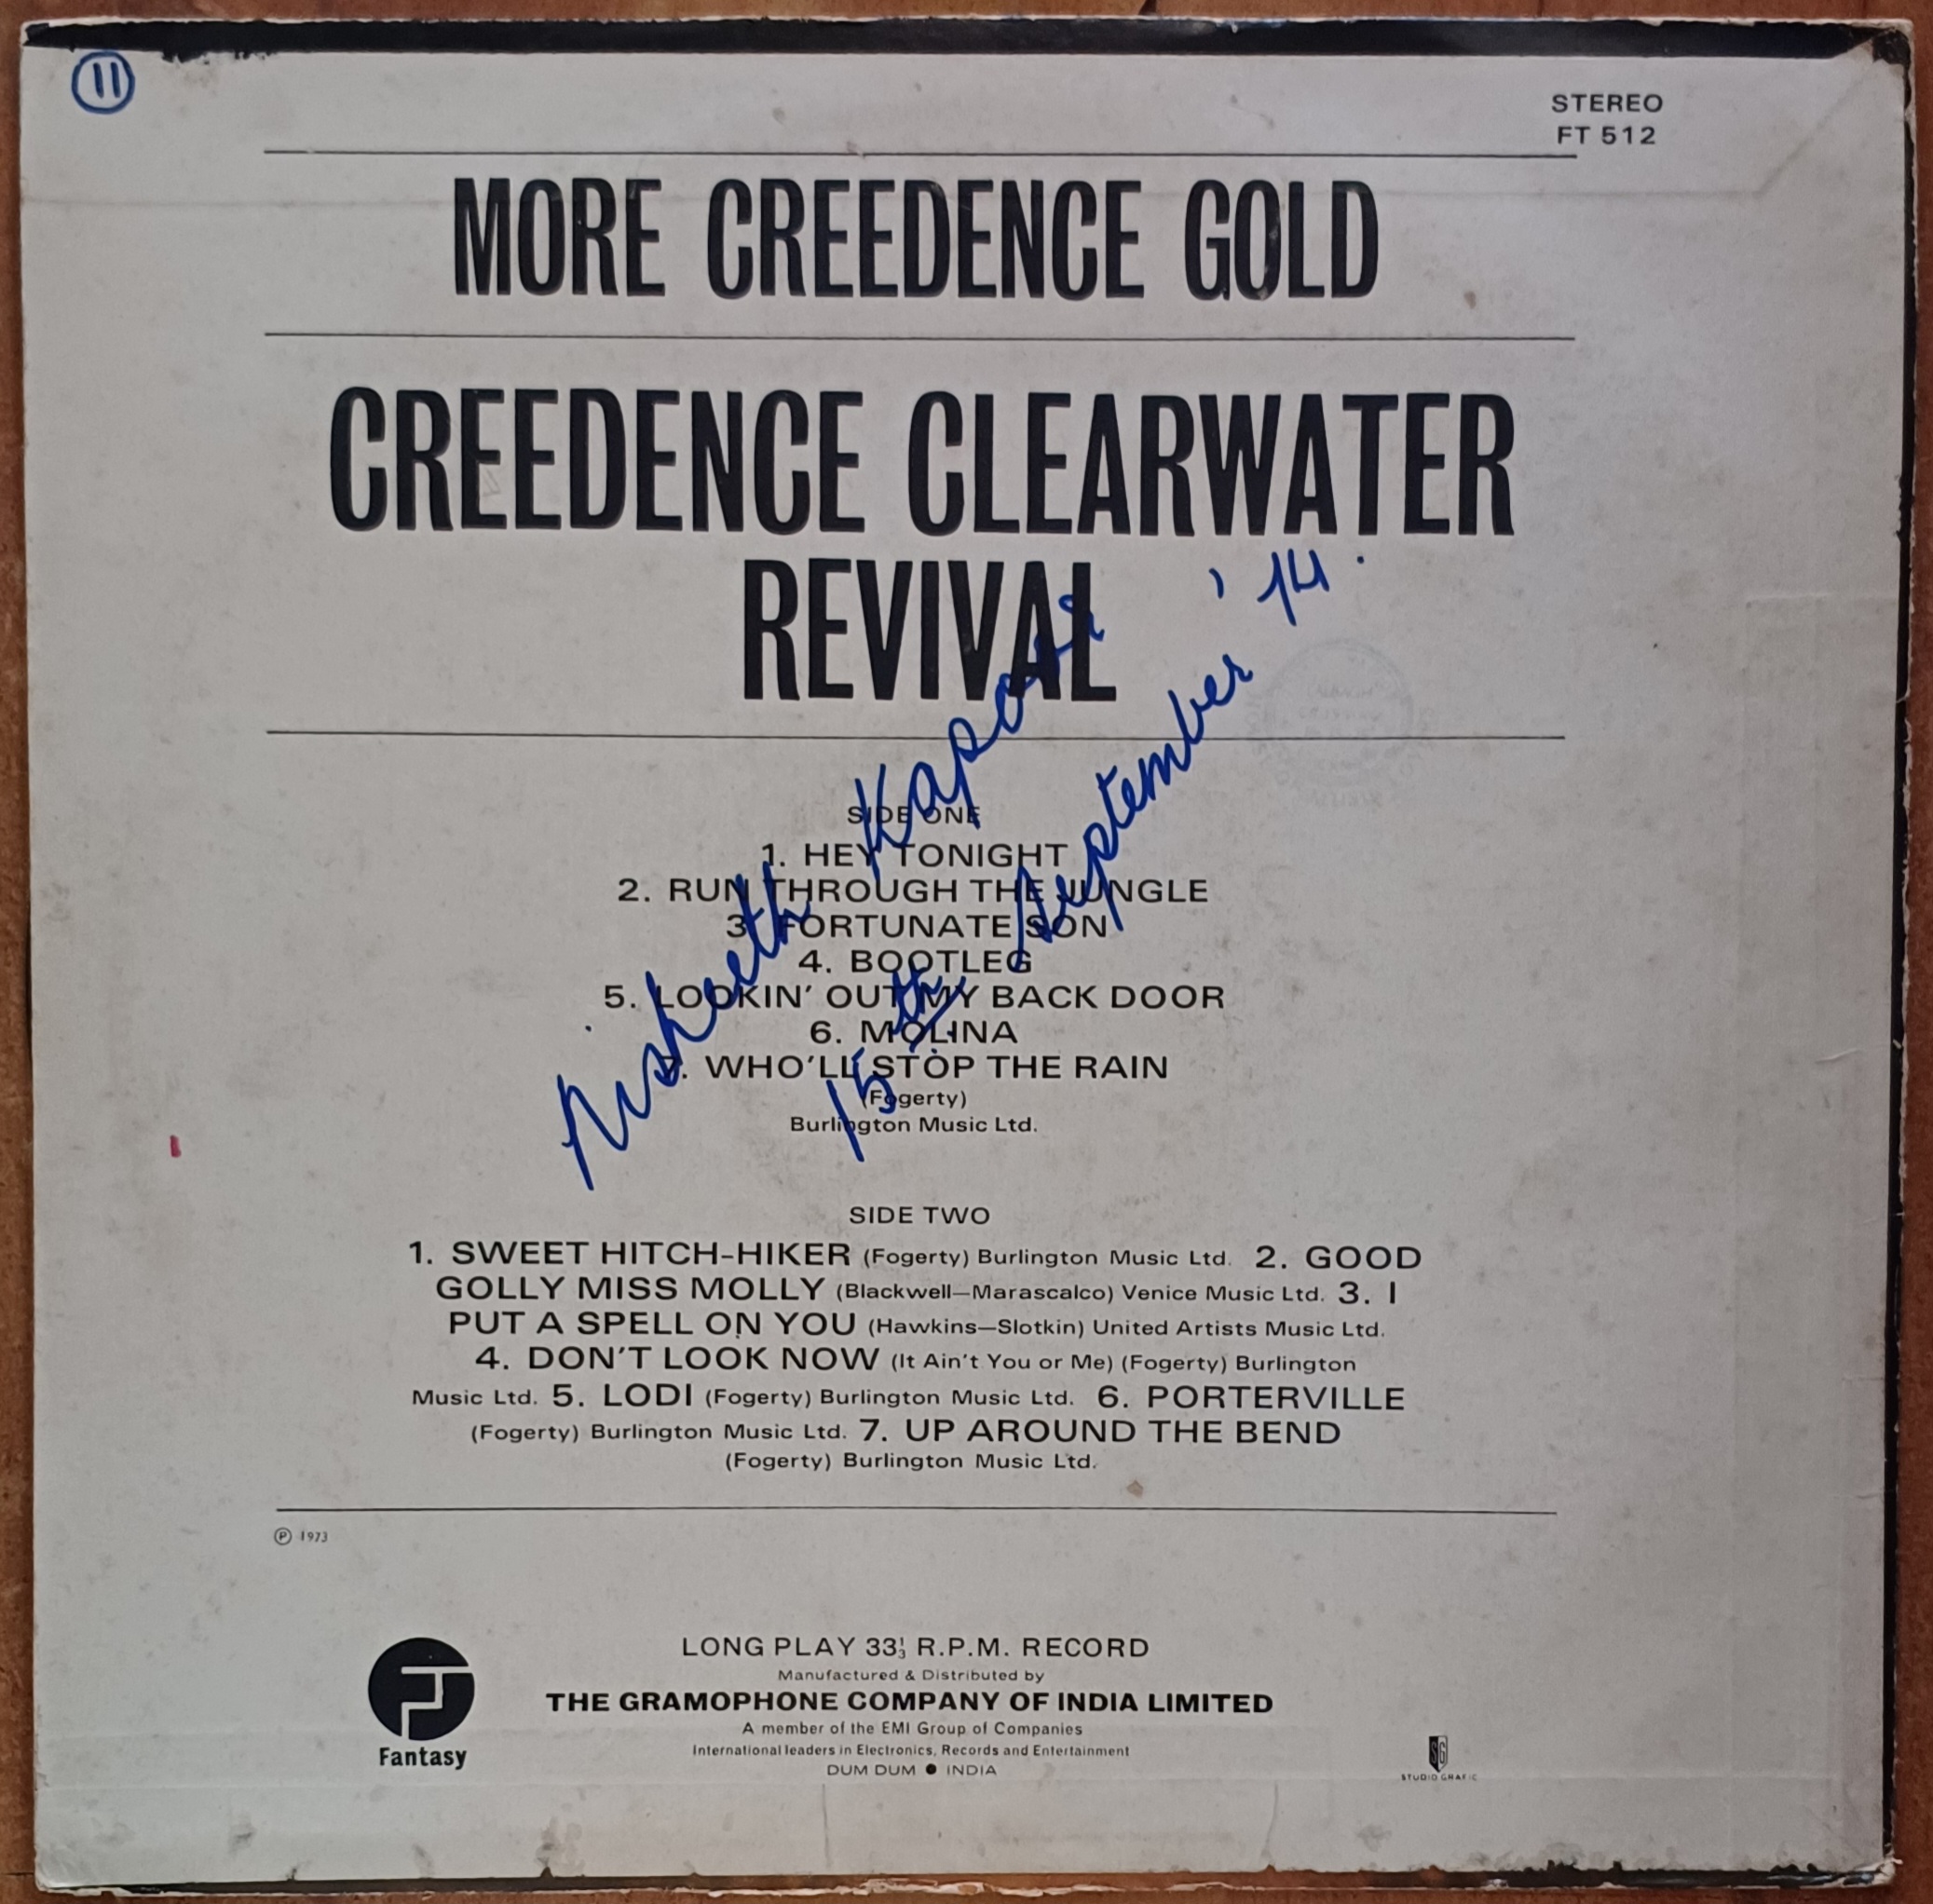 11
STEREO
FT 512
MORE CREEDENCE GOLD
CREEDENCE CLEARWATER
REVIVAL
Nisheeth Kapoor
15th September '74.
SIDE ONE
1. HEY TONIGHT
2. RUN THROUGH THE JUNGLE
3. FORTUNATE SON
4. BOOTLEG
5. LOOKIN' OUT MY BACK DOOR
6. MOLINA
7. WHO'LL STOP THE RAIN
(Fogerty)
Burlington Music Ltd.
SIDE TWO
1. SWEET HITCH-HIKER (Fogerty) Burlington Music Ltd. 2. GOOD
GOLLY MISS MOLLY (Blackwell—Marascalco) Venice Music Ltd. 3. I
PUT A SPELL ON YOU (Hawkins—Slotkin) United Artists Music Ltd.
4. DON'T LOOK NOW (It Ain't You or Me) (Fogerty) Burlington
Music Ltd. 5. LODI (Fogerty) Burlington Music Ltd. 6. PORTERVILLE
(Fogerty) Burlington Music Ltd. 7. UP AROUND THE BEND
(Fogerty) Burlington Music Ltd.
℗ 1973
LONG PLAY 33⅓ R.P.M. RECORD
Manufactured & Distributed by
THE GRAMOPHONE COMPANY OF INDIA LIMITED
A member of the EMI Group of Companies
International leaders in Electronics, Records and Entertainment
DUM DUM ● INDIA
Fantasy
SG
STUDIO GRAFIC